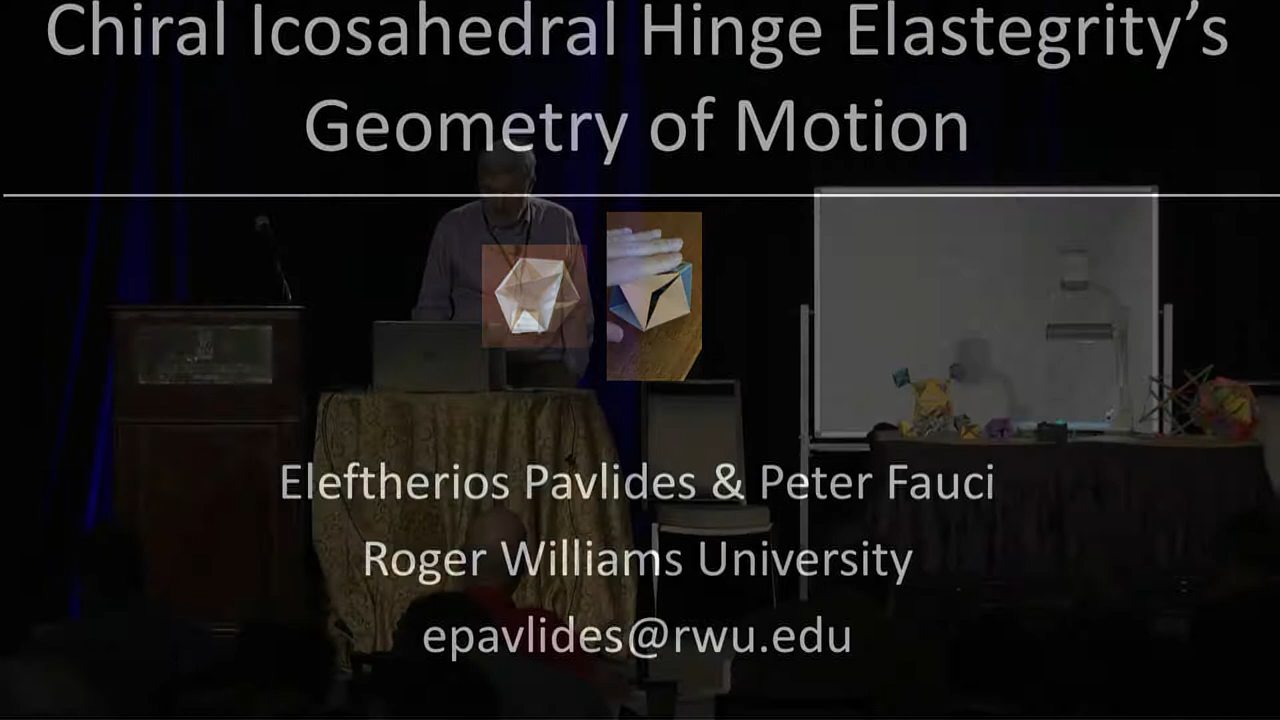 Chiral Icosahedral Hinge Elastegrity’s
Geometry of Motion
Eleftherios Pavlides & Peter Fauci
Roger Williams University
epavlides@rwu.edu